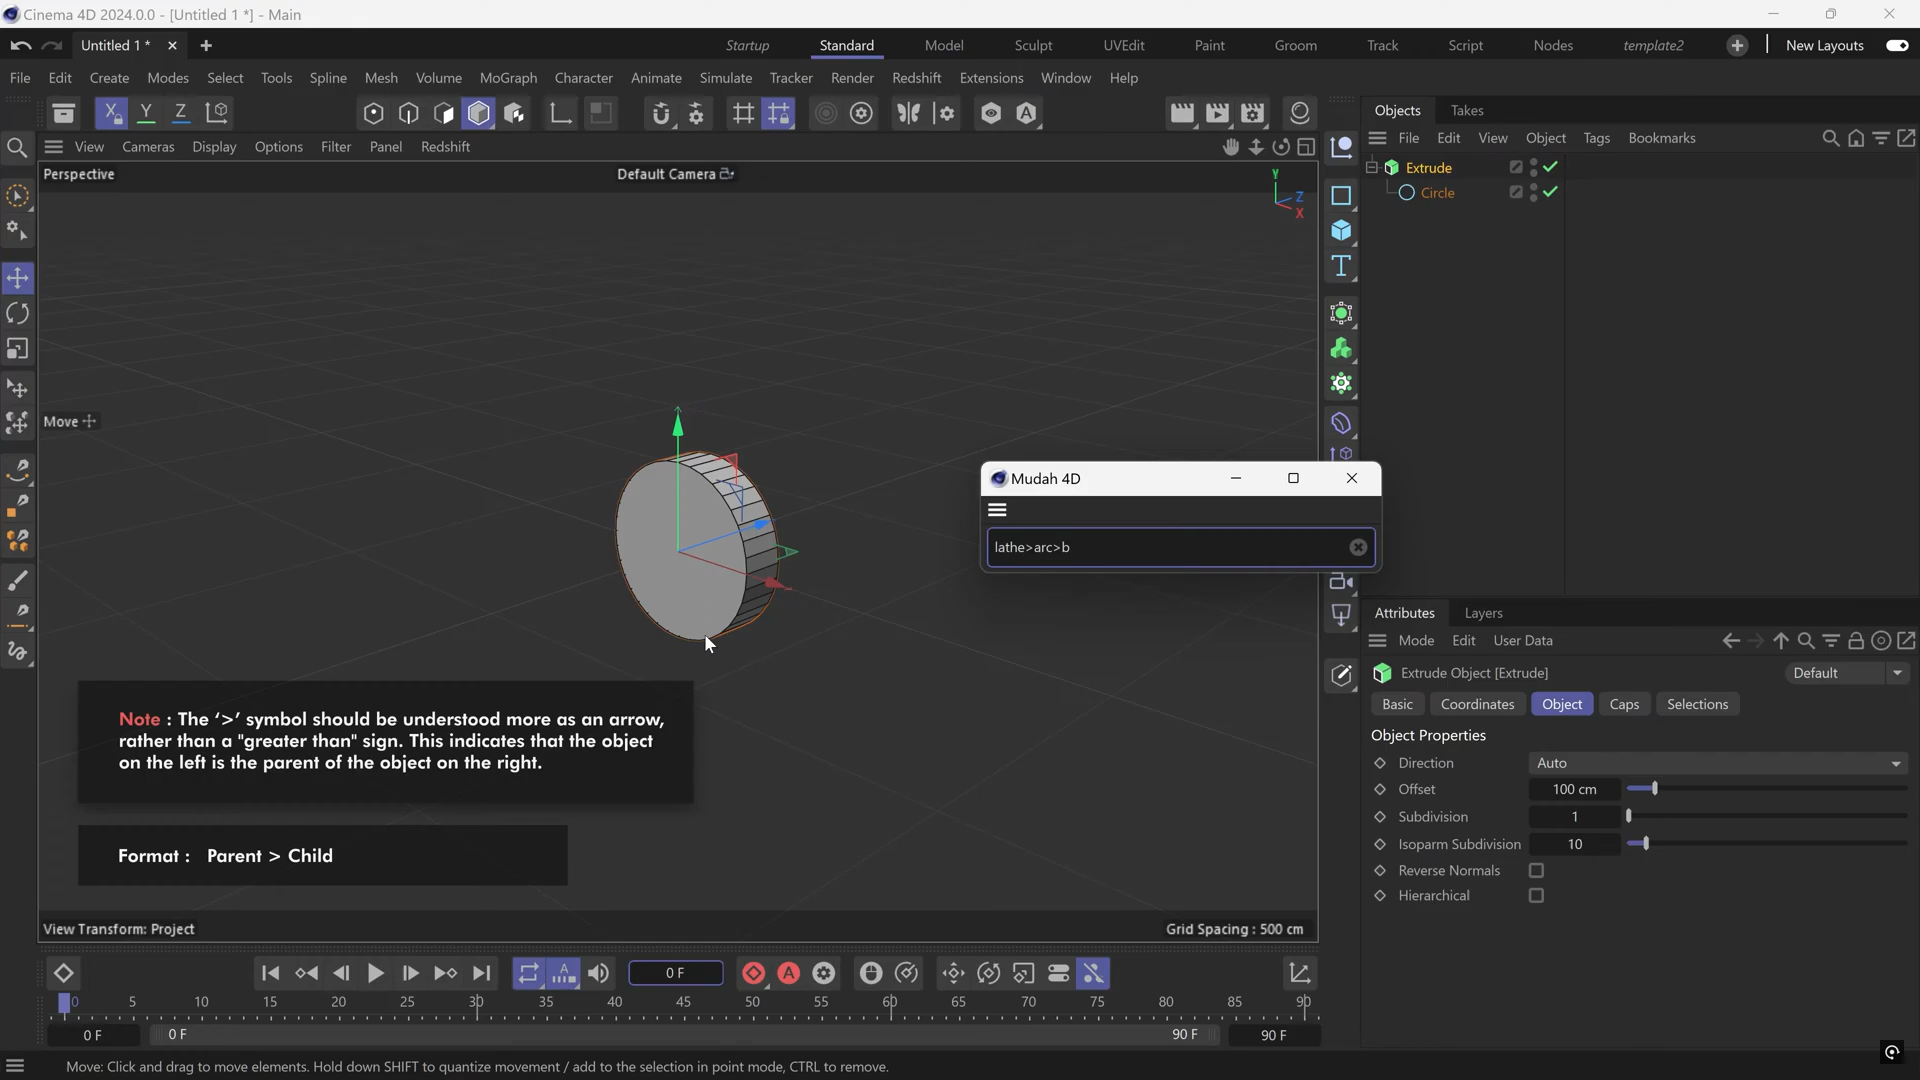 Cinema 4D 2024.0.0 - [Untitled 1 *] - Main
Untitled 1 *
Startup
Standard
Model
Sculpt
UVEdit
Paint
Groom
Track
Script
Nodes
template2
New Layouts
File Edit Create Modes Select Tools Spline Mesh Volume MoGraph Character Animate Simulate Tracker Render Redshift Extensions Window Help
X Y Z
Objects Takes
View Cameras Display Options Filter Panel Redshift
File Edit View Object Tags Bookmarks
Perspective
Default Camera
Y
Z
X
Extrude
Circle
Move
Mudah 4D
lathe>arc>b
Note : The ‘>’ symbol should be understood more as an arrow,
rather than a "greater than" sign. This indicates that the object
on the left is the parent of the object on the right.
Format : Parent > Child
View Transform: Project
Grid Spacing : 500 cm
Attributes Layers
Mode Edit User Data
Extrude Object [Extrude]
Default
Basic Coordinates Object Caps Selections
Object Properties
Direction Auto
Offset 100 cm
Subdivision 1
Isoparm Subdivision 10
Reverse Normals
Hierarchical
0 F
0 5 10 15 20 25 30 35 40 45 50 55 60 65 70 75 80 85 90
0 F 0 F 90 F 90 F
Move: Click and drag to move elements. Hold down SHIFT to quantize movement / add to the selection in point mode, CTRL to remove.